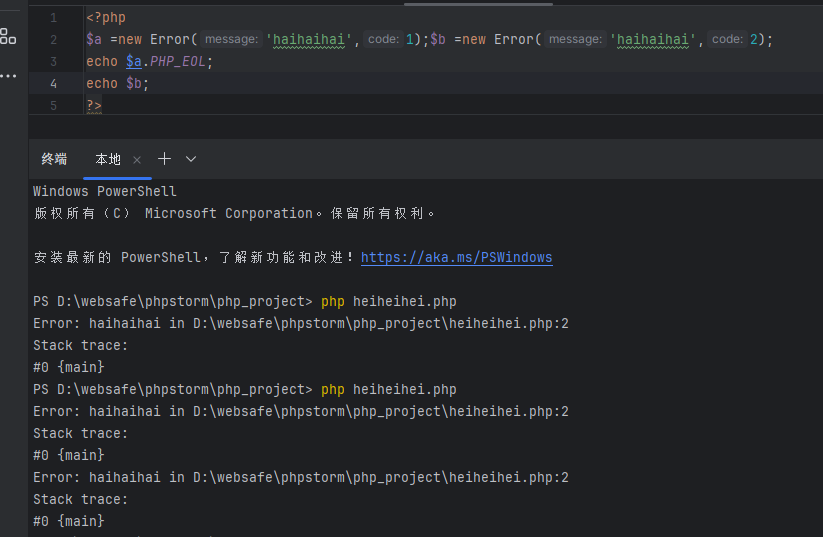 1 <?php
2 $a =new Error( message: 'haihaihai', code: 1);$b =new Error( message: 'haihaihai', code: 2);
3 echo $a.PHP_EOL;
4 echo $b;
5 ?>
终端 本地 × + ∨
Windows PowerShell
版权所有（C） Microsoft Corporation。保留所有权利。
安装最新的 PowerShell，了解新功能和改进！https://aka.ms/PSWindows
PS D:\websafe\phpstorm\php_project> php heiheihei.php
Error: haihaihai in D:\websafe\phpstorm\php_project\heiheihei.php:2
Stack trace:
#0 {main}
PS D:\websafe\phpstorm\php_project> php heiheihei.php
Error: haihaihai in D:\websafe\phpstorm\php_project\heiheihei.php:2
Stack trace:
#0 {main}
Error: haihaihai in D:\websafe\phpstorm\php_project\heiheihei.php:2
Stack trace:
#0 {main}